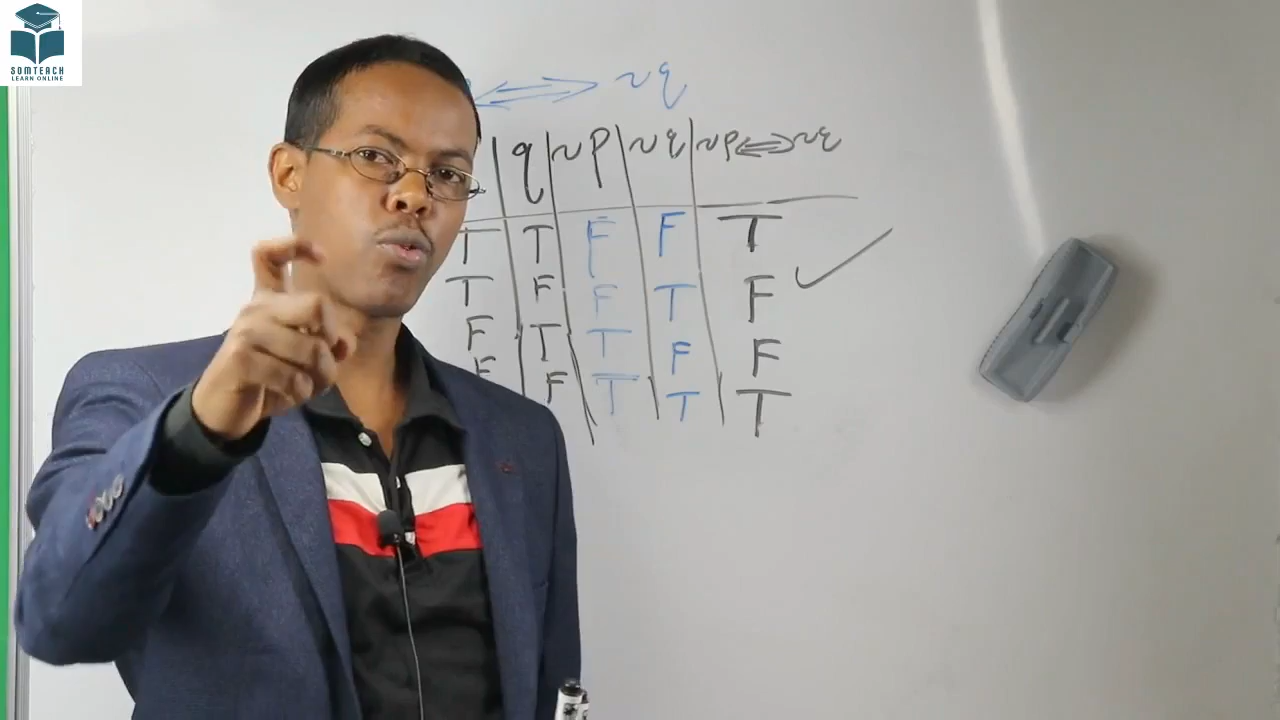 SOMTEACH
LEARN ONLINE
⟺ ~q
q ~p ~q ~p ⟺ ~q
T T F F T
T F F T F ✓
F T T F F
F F T T T